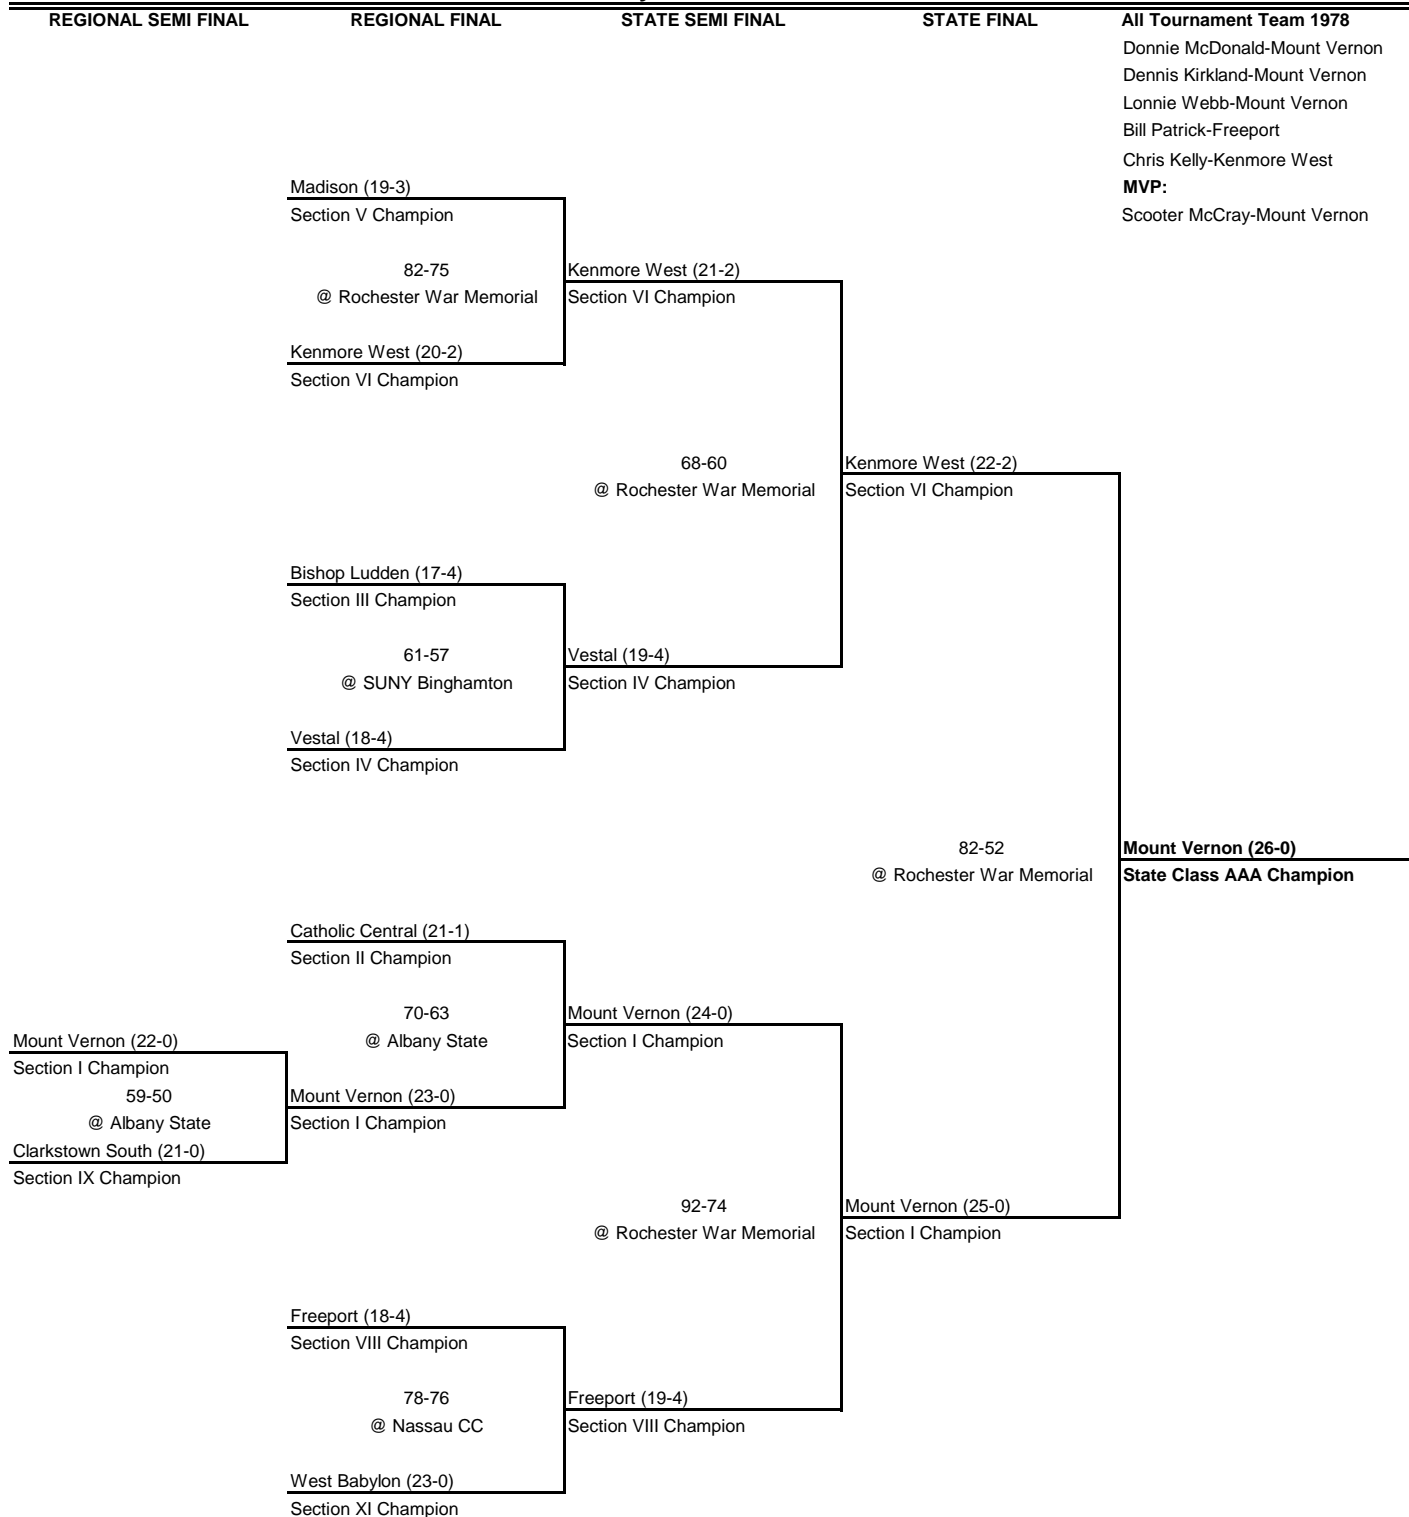 REGIONAL SEMI FINAL REGIONAL FINAL STATE SEMI FINAL STATE FINAL All Tournament Team 1978
Donnie McDonald-Mount Vernon
Dennis Kirkland-Mount Vernon
Lonnie Webb-Mount Vernon
Bill Patrick-Freeport
Chris Kelly-Kenmore West
MVP:
Scooter McCray-Mount Vernon
Madison (19-3)
Section V Champion
82-75
@ Rochester War Memorial
Kenmore West (20-2)
Section VI Champion
Kenmore West (21-2)
Section VI Champion
68-60
@ Rochester War Memorial
Kenmore West (22-2)
Section VI Champion
Bishop Ludden (17-4)
Section III Champion
61-57
@ SUNY Binghamton
Vestal (18-4)
Section IV Champion
Vestal (19-4)
Section IV Champion
82-52
@ Rochester War Memorial
Mount Vernon (26-0)
State Class AAA Champion
Catholic Central (21-1)
Section II Champion
70-63
@ Albany State
Mount Vernon (24-0)
Section I Champion
Mount Vernon (22-0)
Section I Champion
59-50
@ Albany State
Clarkstown South (21-0)
Section IX Champion
Mount Vernon (23-0)
Section I Champion
92-74
@ Rochester War Memorial
Mount Vernon (25-0)
Section I Champion
Freeport (18-4)
Section VIII Champion
78-76
@ Nassau CC
Freeport (19-4)
Section VIII Champion
West Babylon (23-0)
Section XI Champion